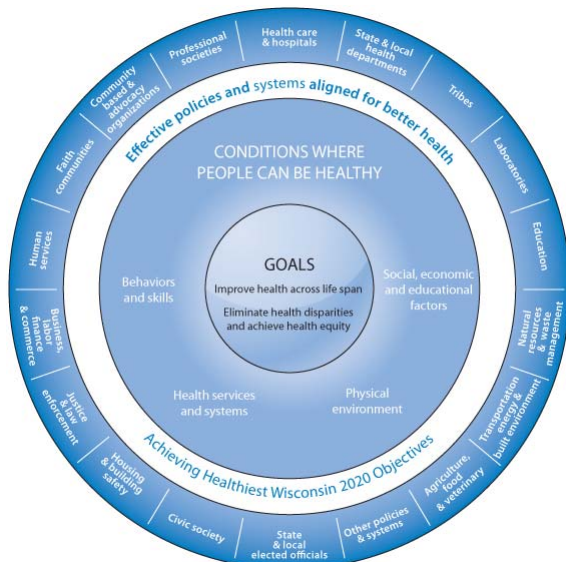 Health care
& hospitals
State & local
health
departments
Tribes
Laboratories
Education
Natural
resources
& waste
management
Transportation
energy &
built environment
Agriculture,
food
& veterinary
Other policies
& systems
State
& local
elected officials
Civic society
Housing
& building
safety
Justice
& law
enforcement
Business,
labor
finance
& commerce
Human
services
Faith
communities
Community
based &
advocacy
organizations
Professional
societies
Effective policies and systems aligned for better health
CONDITIONS WHERE
PEOPLE CAN BE HEALTHY
GOALS
Improve health across life span
Eliminate health disparities
and achieve health equity
Behaviors
and skills
Social, economic
and educational
factors
Health services
and systems
Physical
environment
Achieving Healthiest Wisconsin 2020 Objectives